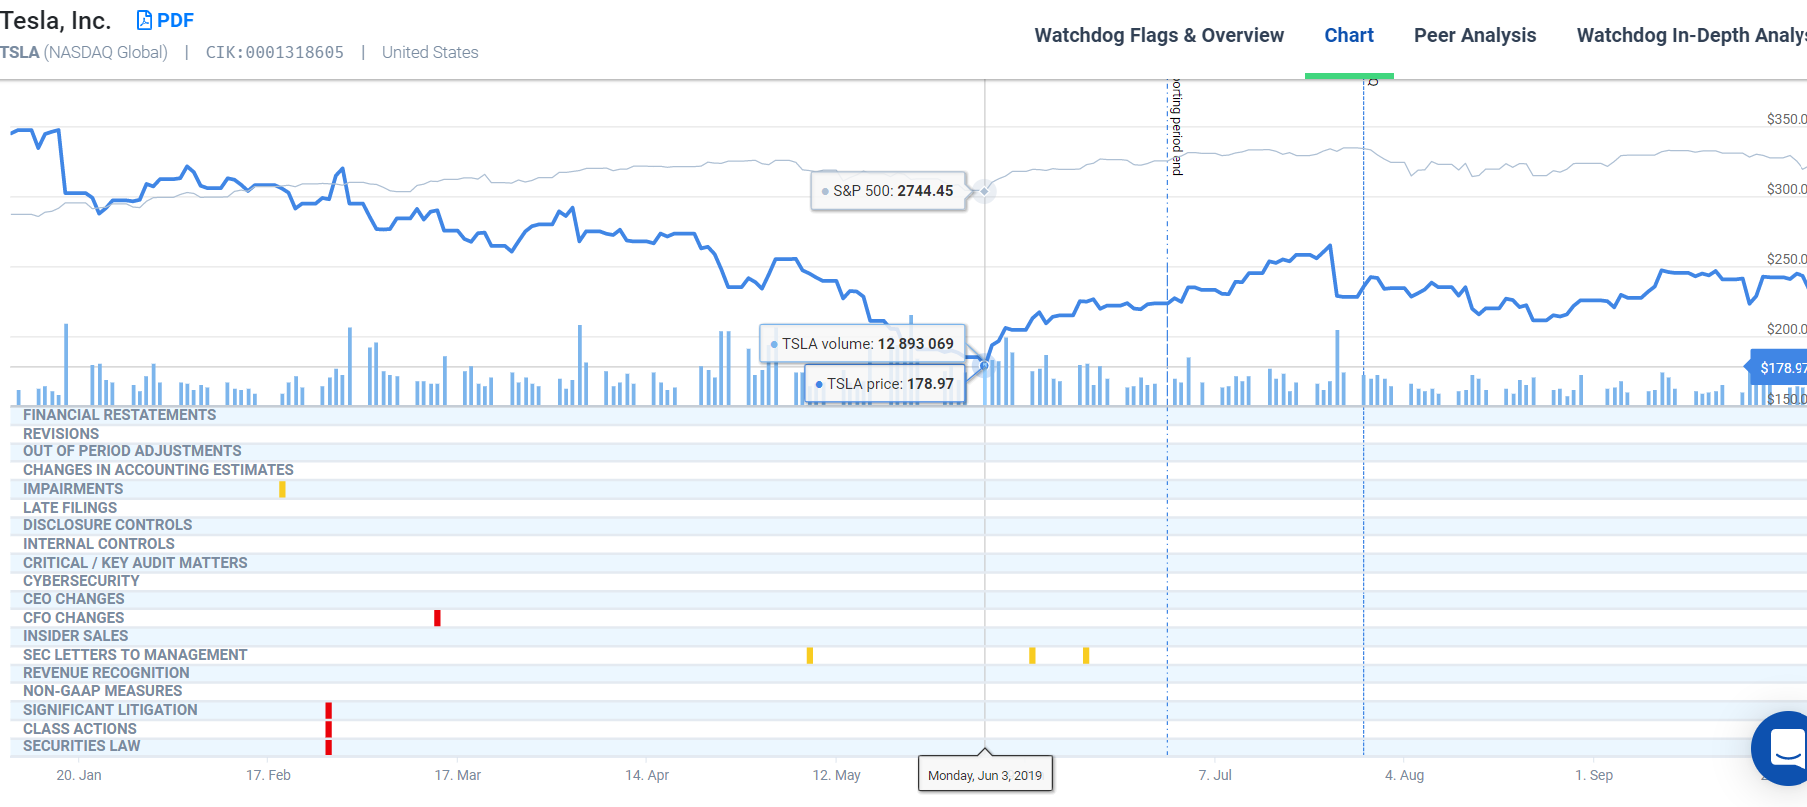 Tesla, Inc. PDF
TSLA (NASDAQ Global) | CIK:0001318605 | United States
Watchdog Flags & Overview
Chart
Peer Analysis
Watchdog In-Depth
orting period end
Q
S&P 500: 2744.45
TSLA volume: 12 893 069
TSLA price: 178.97
$350.0
$300.0
$250.0
$200.0
$178.97
$150.0
FINANCIAL RESTATEMENTS
REVISIONS
OUT OF PERIOD ADJUSTMENTS
CHANGES IN ACCOUNTING ESTIMATES
IMPAIRMENTS
LATE FILINGS
DISCLOSURE CONTROLS
INTERNAL CONTROLS
CRITICAL / KEY AUDIT MATTERS
CYBERSECURITY
CEO CHANGES
CFO CHANGES
INSIDER SALES
SEC LETTERS TO MANAGEMENT
REVENUE RECOGNITION
NON-GAAP MEASURES
SIGNIFICANT LITIGATION
CLASS ACTIONS
SECURITIES LAW
20. Jan
17. Feb
17. Mar
14. Apr
12. May
Monday, Jun 3, 2019
7. Jul
4. Aug
1. Sep